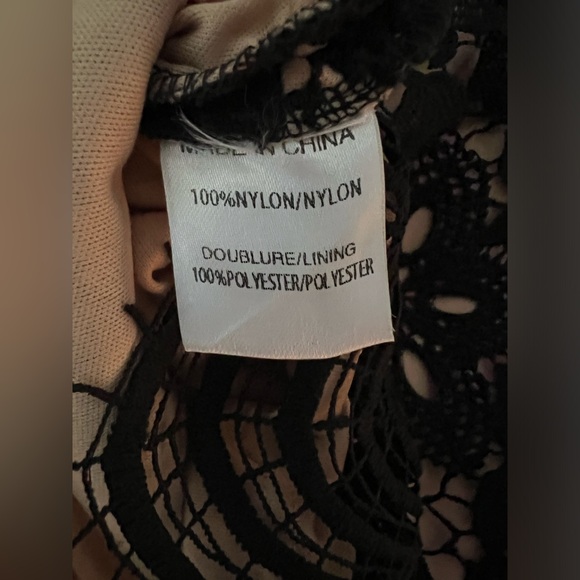 MADE IN CHINA
100%NYLON/NYLON
DOUBLURE/LINING
100%POLYESTER/POLYESTER